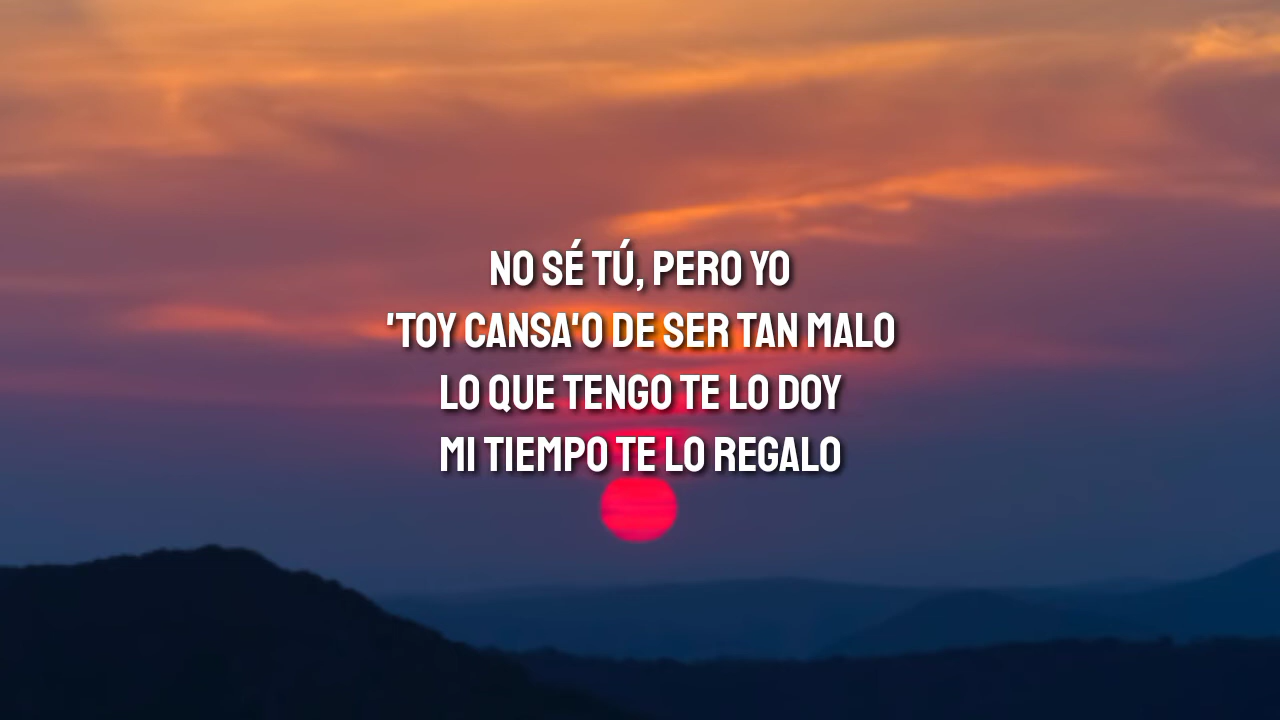 NO SÉ TÚ, PERO YO
'TOY CANSA'O DE SER TAN MALO
LO QUE TENGO TE LO DOY
MI TIEMPO TE LO REGALO